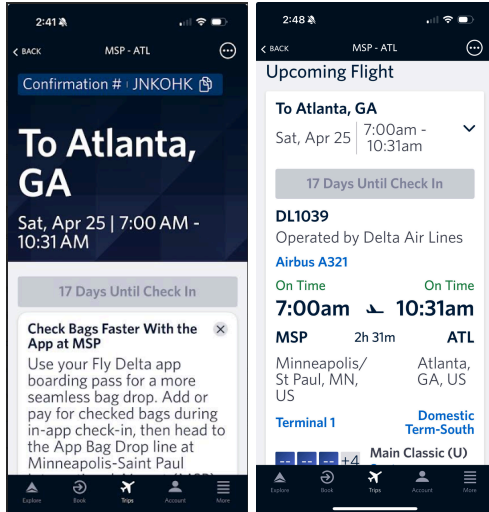 2:41
BACK
MSP - ATL
Confirmation # JNKOHK
To Atlanta,
GA
Sat, Apr 25 | 7:00 AM -
10:31 AM
17 Days Until Check In
Check Bags Faster With the
App at MSP
Use your Fly Delta app
boarding pass for a more
seamless bag drop. Add or
pay for checked bags during
in-app check-in, then head to
the App Bag Drop line at
Minneapolis-Saint Paul
Explore
Book
Trips
Account
More
2:48
BACK
MSP - ATL
Upcoming Flight
To Atlanta, GA
Sat, Apr 25
7:00am -
10:31am
17 Days Until Check In
DL1039
Operated by Delta Air Lines
Airbus A321
On Time On Time
7:00am 10:31am
MSP 2h 31m ATL
Minneapolis/ Atlanta,
St Paul, MN, GA, US
US
Terminal 1 Domestic
Term-South
-- -- -- +4 Main Classic (U)
Explore
Book
Trips
Account
More